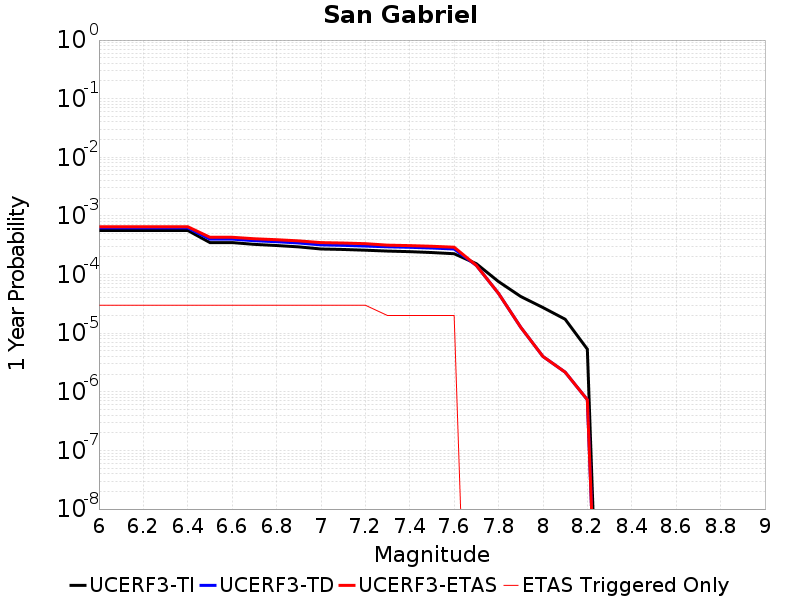 San Gabriel
1 Year Probability
10^0
10^-1
10^-2
10^-3
10^-4
10^-5
10^-6
10^-7
10^-8
6 6.2 6.4 6.6 6.8 7 7.2 7.4 7.6 7.8 8 8.2 8.4 8.6 8.8 9
Magnitude
UCERF3-TI UCERF3-TD UCERF3-ETAS ETAS Triggered Only